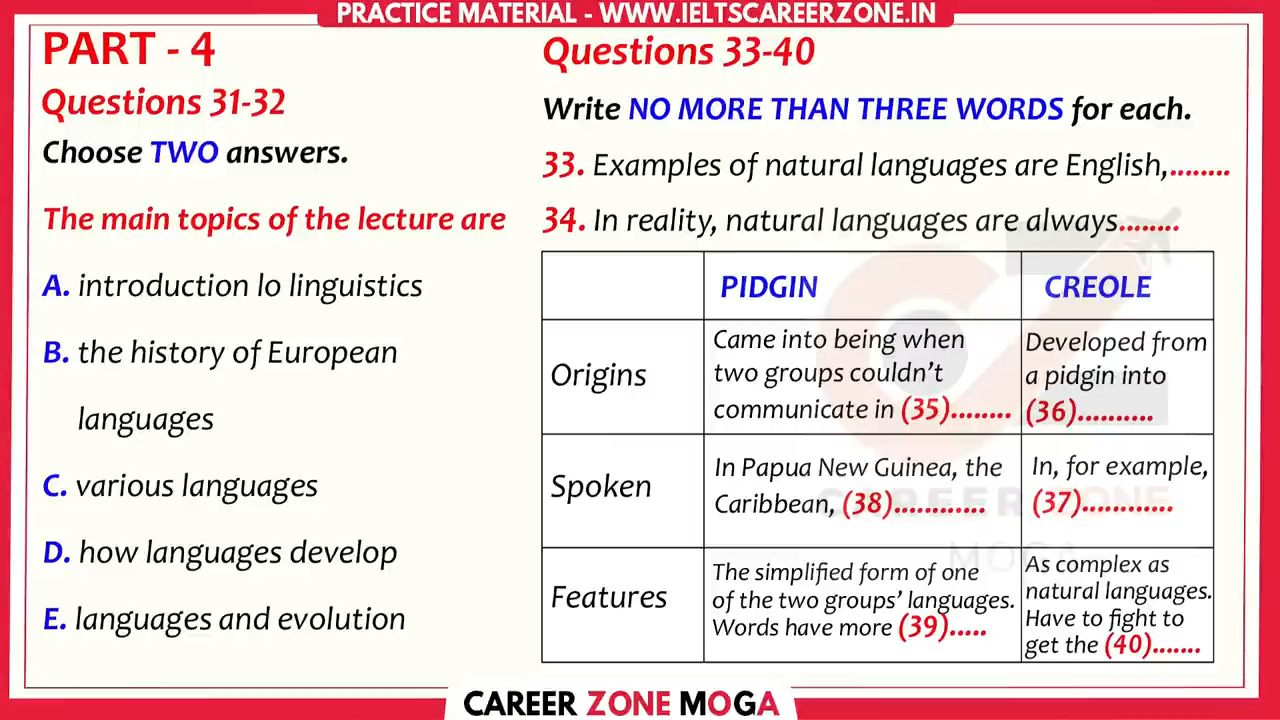 PRACTICE MATERIAL - WWW.IELTSCAREERZONE.IN
PART - 4
Questions 31-32
Choose TWO answers.
The main topics of the lecture are
A. introduction lo linguistics
B. the history of European
languages
C. various languages
D. how languages develop
E. languages and evolution
Questions 33-40
Write NO MORE THAN THREE WORDS for each.
33. Examples of natural languages are English,........
34. In reality, natural languages are always........
PIDGIN
CREOLE
Origins
Came into being when
two groups couldn't
communicate in (35)........
Developed from
a pidgin into
(36)..........
Spoken
In Papua New Guinea, the
Caribbean, (38)............
In, for example,
(37)............
Features
The simplified form of one
of the two groups' languages.
Words have more (39).....
As complex as
natural languages.
Have to fight to
get the (40).......
CAREER ZONE
MOGA
CAREER ZONE MOGA